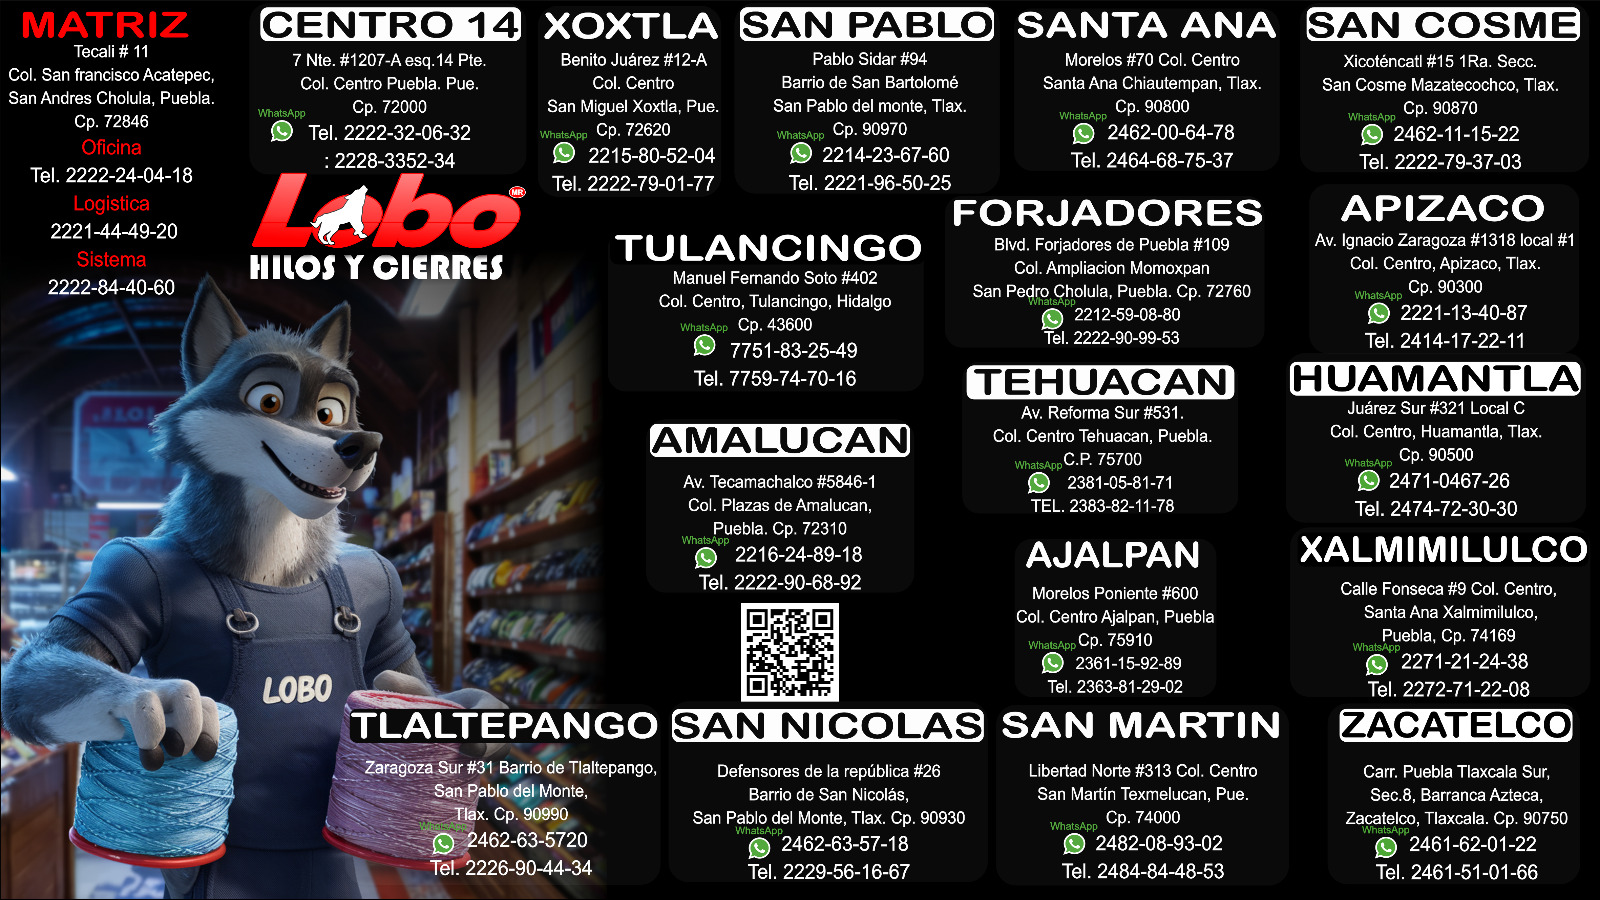 MATRIZ
Tecali # 11
Col. San francisco Acatepec,
San Andres Cholula, Puebla.
Cp. 72846
Oficina
Tel. 2222-24-04-18
Logistica
2221-44-49-20
Sistema
2222-84-40-60
CENTRO 14
7 Nte. #1207-A esq.14 Pte.
Col. Centro Puebla. Pue.
Cp. 72000
WhatsApp
Tel. 2222-32-06-32
: 2228-3352-34
Lobo MR
HILOS Y CIERRES
XOXTLA
Benito Juárez #12-A
Col. Centro
San Miguel Xoxtla, Pue.
WhatsApp Cp. 72620
2215-80-52-04
Tel. 2222-79-01-77
SAN PABLO
Pablo Sidar #94
Barrio de San Bartolomé
San Pablo del monte, Tlax.
WhatsApp Cp. 90970
2214-23-67-60
Tel. 2221-96-50-25
SANTA ANA
Morelos #70 Col. Centro
Santa Ana Chiautempan, Tlax.
Cp. 90800
WhatsApp
2462-00-64-78
Tel. 2464-68-75-37
SAN COSME
Xicoténcatl #15 1Ra. Secc.
San Cosme Mazatecochco, Tlax.
Cp. 90870
WhatsApp
2462-11-15-22
Tel. 2222-79-37-03
TULANCINGO
Manuel Fernando Soto #402
Col. Centro, Tulancingo, Hidalgo
WhatsApp Cp. 43600
7751-83-25-49
Tel. 7759-74-70-16
FORJADORES
Blvd. Forjadores de Puebla #109
Col. Ampliacion Momoxpan
San Pedro Cholula, Puebla. Cp. 72760
WhatsApp
2212-59-08-80
Tel. 2222-90-99-53
APIZACO
Av. Ignacio Zaragoza #1318 local #1
Col. Centro, Apizaco, Tlax.
Cp. 90300
WhatsApp
2221-13-40-87
Tel. 2414-17-22-11
AMALUCAN
Av. Tecamachalco #5846-1
Col. Plazas de Amalucan,
Puebla. Cp. 72310
WhatsApp
2216-24-89-18
Tel. 2222-90-68-92
TEHUACAN
Av. Reforma Sur #531.
Col. Centro Tehuacan, Puebla.
WhatsApp C.P. 75700
2381-05-81-71
TEL. 2383-82-11-78
HUAMANTLA
Juárez Sur #321 Local C
Col. Centro, Huamantla, Tlax.
Cp. 90500
WhatsApp
2471-0467-26
Tel. 2474-72-30-30
AJALPAN
Morelos Poniente #600
Col. Centro Ajalpan, Puebla
WhatsApp Cp. 75910
2361-15-92-89
Tel. 2363-81-29-02
XALMIMILULCO
Calle Fonseca #9 Col. Centro,
Santa Ana Xalmimilulco,
Puebla, Cp. 74169
WhatsApp
2271-21-24-38
Tel. 2272-71-22-08
LOBO
TLALTEPANGO
Zaragoza Sur #31 Barrio de Tlaltepango,
San Pablo del Monte,
Tlax. Cp. 90990
WhatsApp
2462-63-5720
Tel. 2226-90-44-34
SAN NICOLAS
Defensores de la república #26
Barrio de San Nicolás,
San Pablo del Monte, Tlax. Cp. 90930
WhatsApp
2462-63-57-18
Tel. 2229-56-16-67
SAN MARTIN
Libertad Norte #313 Col. Centro
San Martín Texmelucan, Pue.
Cp. 74000
WhatsApp
2482-08-93-02
Tel. 2484-84-48-53
ZACATELCO
Carr. Puebla Tlaxcala Sur,
Sec.8, Barranca Azteca,
Zacatelco, Tlaxcala. Cp. 90750
WhatsApp
2461-62-01-22
Tel. 2461-51-01-66